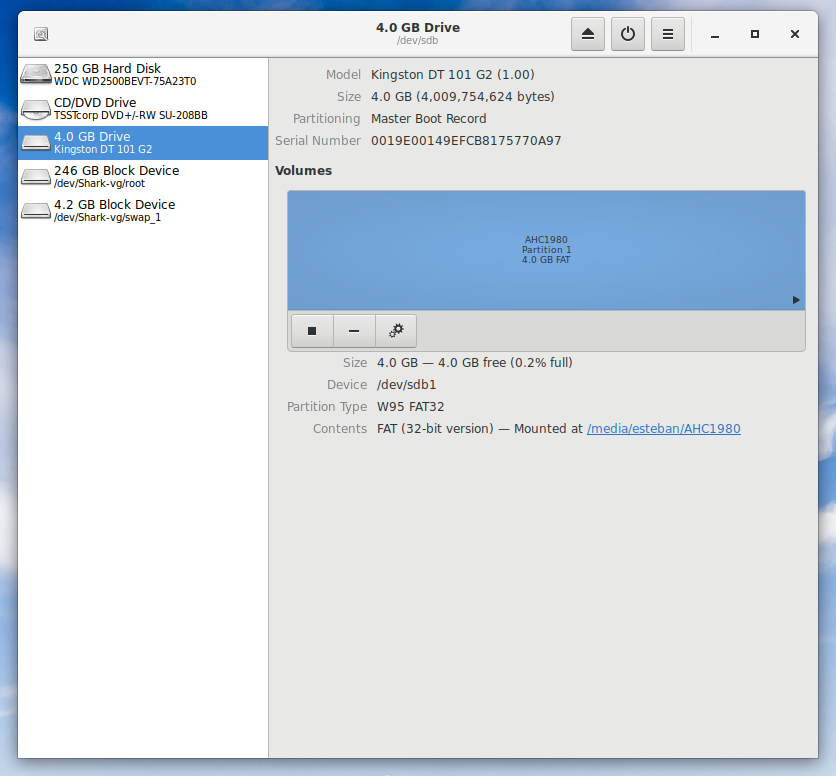 4.0 GB Drive
/dev/sdb
250 GB Hard Disk
WDC WD2500BEVT-75A23T0
CD/DVD Drive
TSSTcorp DVD+/-RW SU-208BB
4.0 GB Drive
Kingston DT 101 G2
246 GB Block Device
/dev/Shark-vg/root
4.2 GB Block Device
/dev/Shark-vg/swap_1
Model Kingston DT 101 G2 (1.00)
Size 4.0 GB (4,009,754,624 bytes)
Partitioning Master Boot Record
Serial Number 0019E00149EFCB8175770A97
Volumes
AHC1980
Partition 1
4.0 GB FAT
Size 4.0 GB — 4.0 GB free (0.2% full)
Device /dev/sdb1
Partition Type W95 FAT32
Contents FAT (32-bit version) — Mounted at /media/esteban/AHC1980